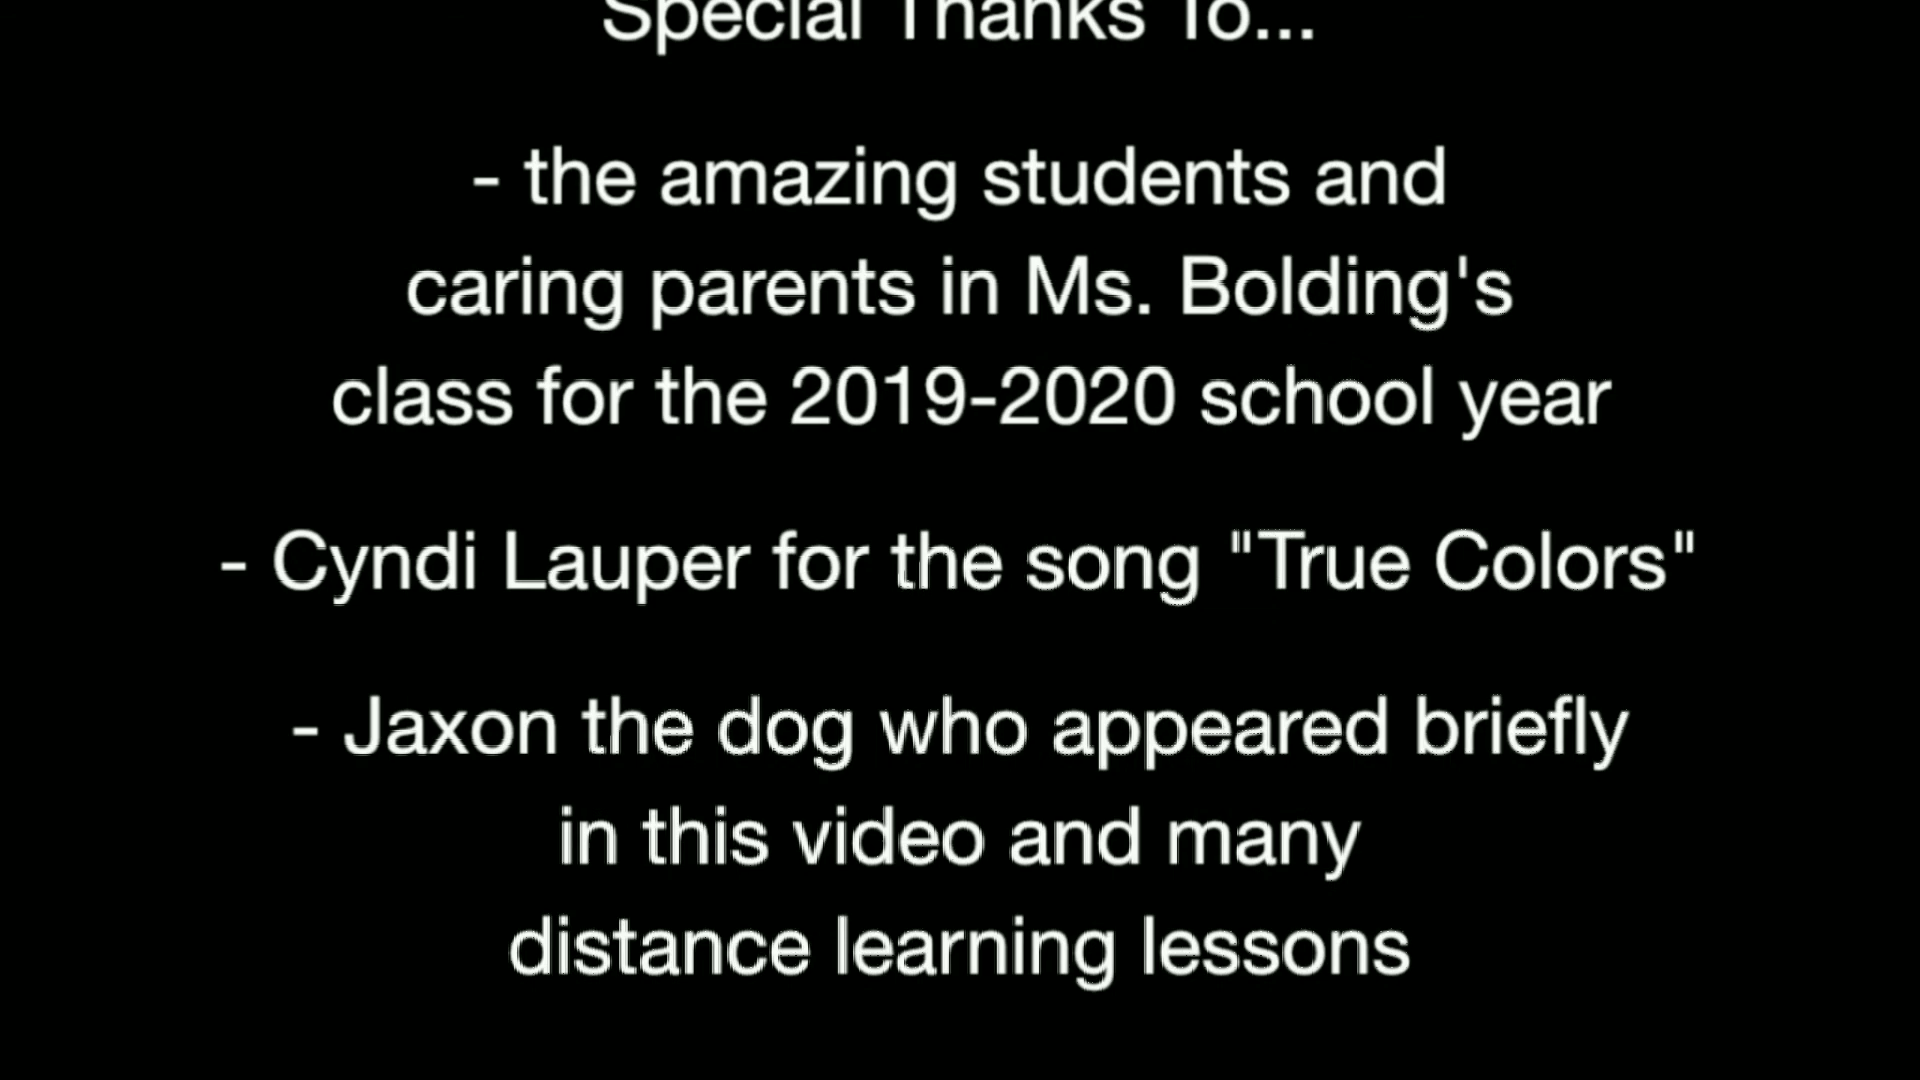 Special Thanks To...
- the amazing students and
caring parents in Ms. Bolding's
class for the 2019-2020 school year
- Cyndi Lauper for the song "True Colors"
- Jaxon the dog who appeared briefly
in this video and many
distance learning lessons